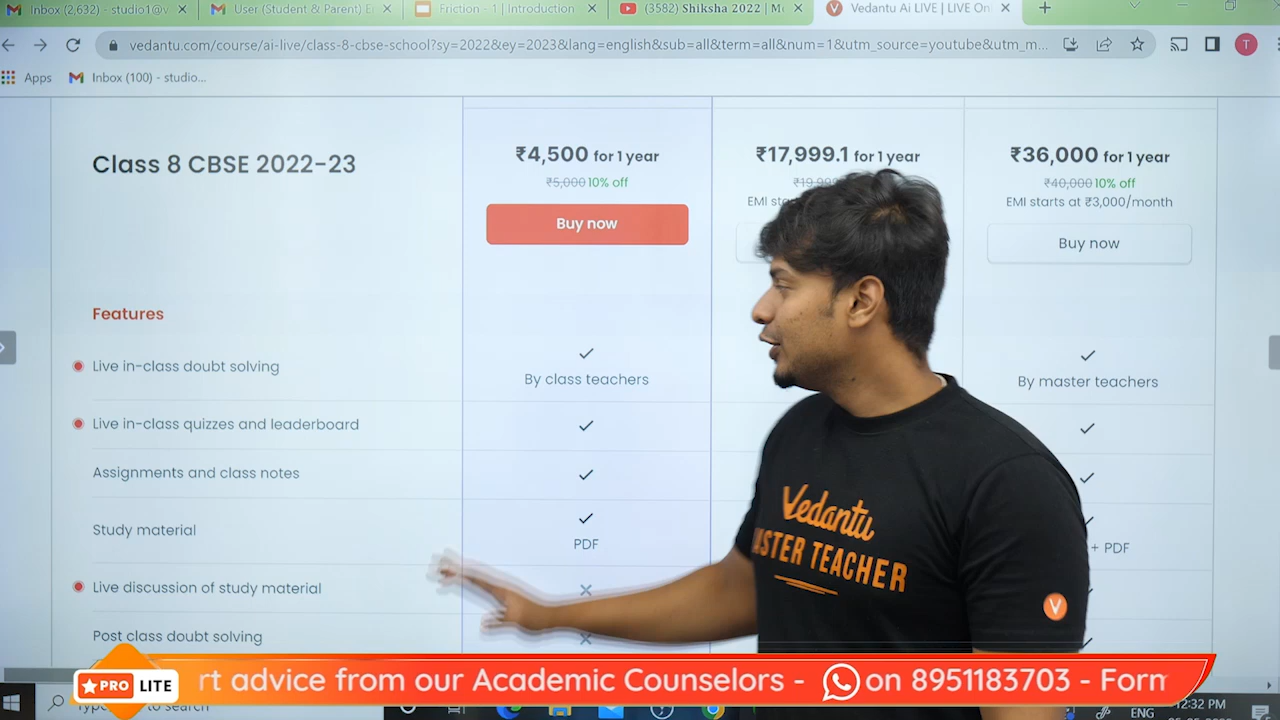 Inbox (2,632) - studio1@v
User (Student & Parent) E
Friction - 1 | Introduction
(3582) Shiksha 2022 | M
Vedantu Ai LIVE | LIVE On
vedantu.com/course/ai-live/class-8-cbse-school?sy=2022&ey=2023&lang=english&sub=all&term=all&num=1&utm_source=youtube&utm_m...
T
Apps
Inbox (100) - studio...
Class 8 CBSE 2022-23
₹4,500 for 1 year
₹5,000 10% off
Buy now
₹17,999.1 for 1 year
EMI
₹36,000 for 1 year
₹40,000 10% off
EMI starts at ₹3,000/month
Buy now
Features
Live in-class doubt solving
By class teachers
By master teachers
Live in-class quizzes and leaderboard
Assignments and class notes
Study material
PDF
+ PDF
Live discussion of study material
Post class doubt solving
Vedantu
MASTER TEACHER
V
PRO LITE
rt advice from our Academic Counselors - on 8951183703 - Form
ENG
12:32 PM